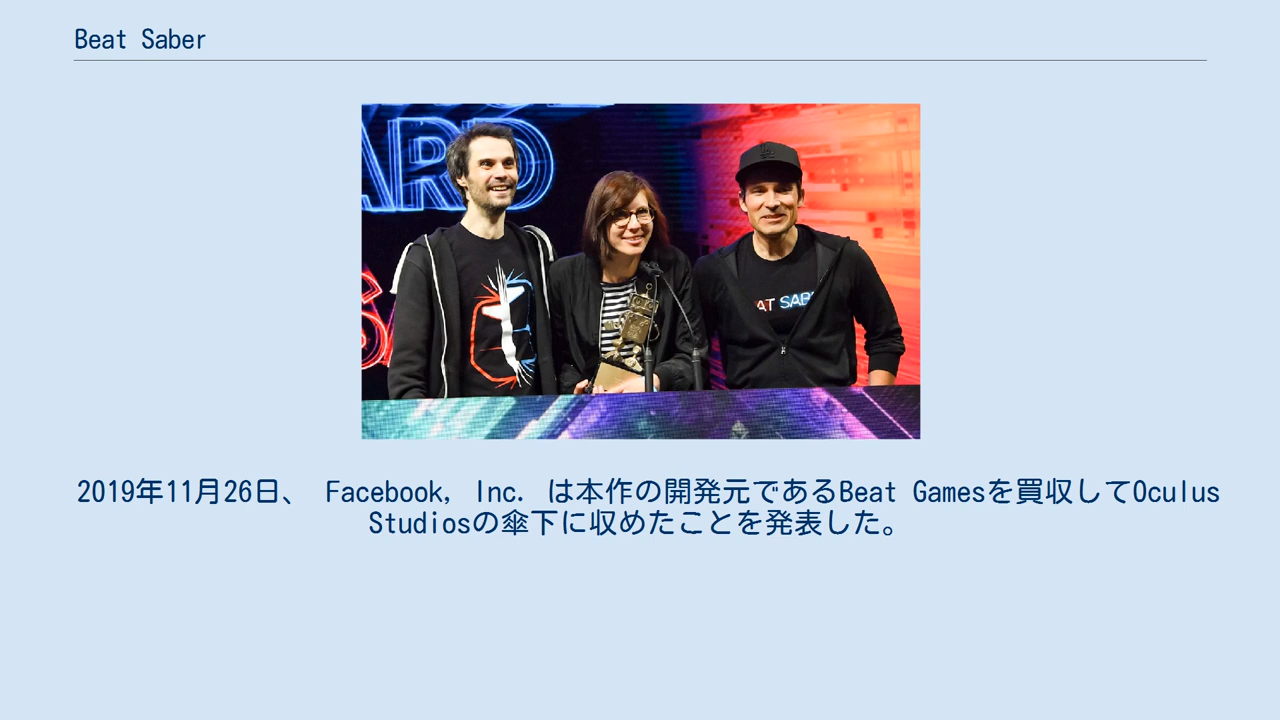 Beat Saber
ARD
AT SAB
2019年11月26日、 Facebook, Inc. は本作の開発元であるBeat Gamesを買収してOculus
Studiosの傘下に収めたことを発表した。